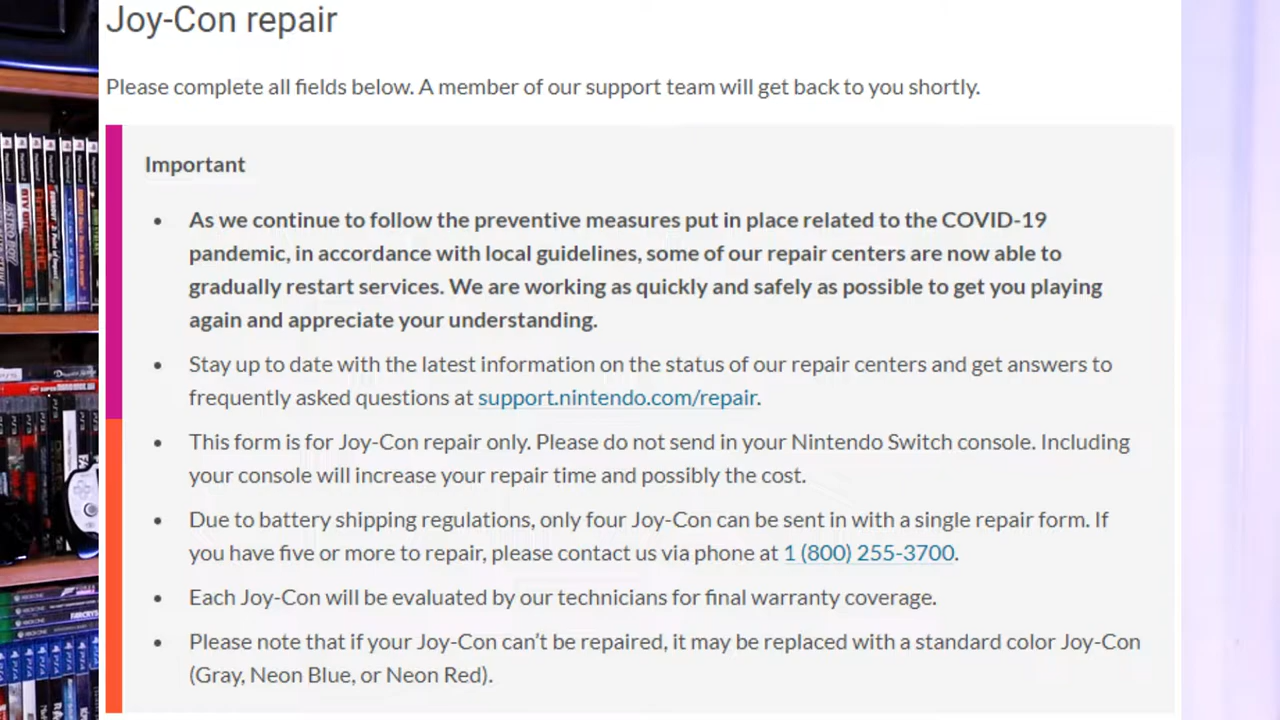 Joy-Con repair
Please complete all fields below. A member of our support team will get back to you shortly.
Important
• As we continue to follow the preventive measures put in place related to the COVID-19
pandemic, in accordance with local guidelines, some of our repair centers are now able to
gradually restart services. We are working as quickly and safely as possible to get you playing
again and appreciate your understanding.
• Stay up to date with the latest information on the status of our repair centers and get answers to
frequently asked questions at support.nintendo.com/repair.
• This form is for Joy-Con repair only. Please do not send in your Nintendo Switch console. Including
your console will increase your repair time and possibly the cost.
• Due to battery shipping regulations, only four Joy-Con can be sent in with a single repair form. If
you have five or more to repair, please contact us via phone at 1 (800) 255-3700.
• Each Joy-Con will be evaluated by our technicians for final warranty coverage.
• Please note that if your Joy-Con can't be repaired, it may be replaced with a standard color Joy-Con
(Gray, Neon Blue, or Neon Red).